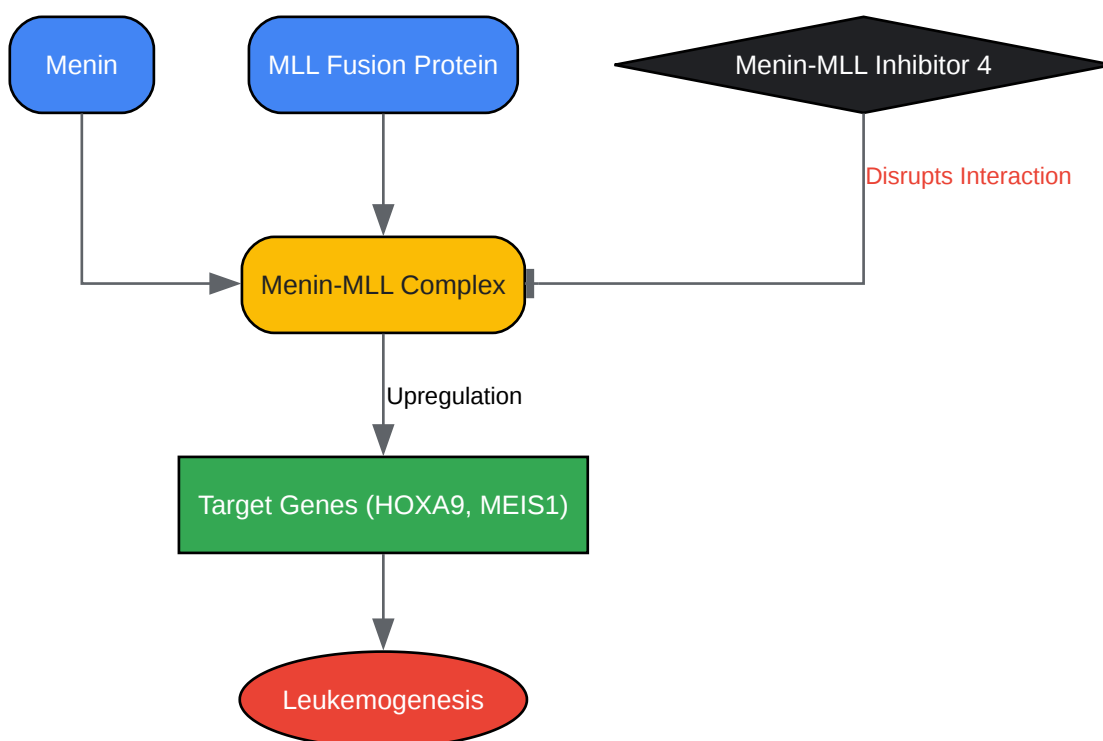 Menin
MLL Fusion Protein
Menin-MLL Inhibitor 4
Disrupts Interaction
Menin-MLL Complex
Upregulation
Target Genes (HOXA9, MEIS1)
Leukemogenesis